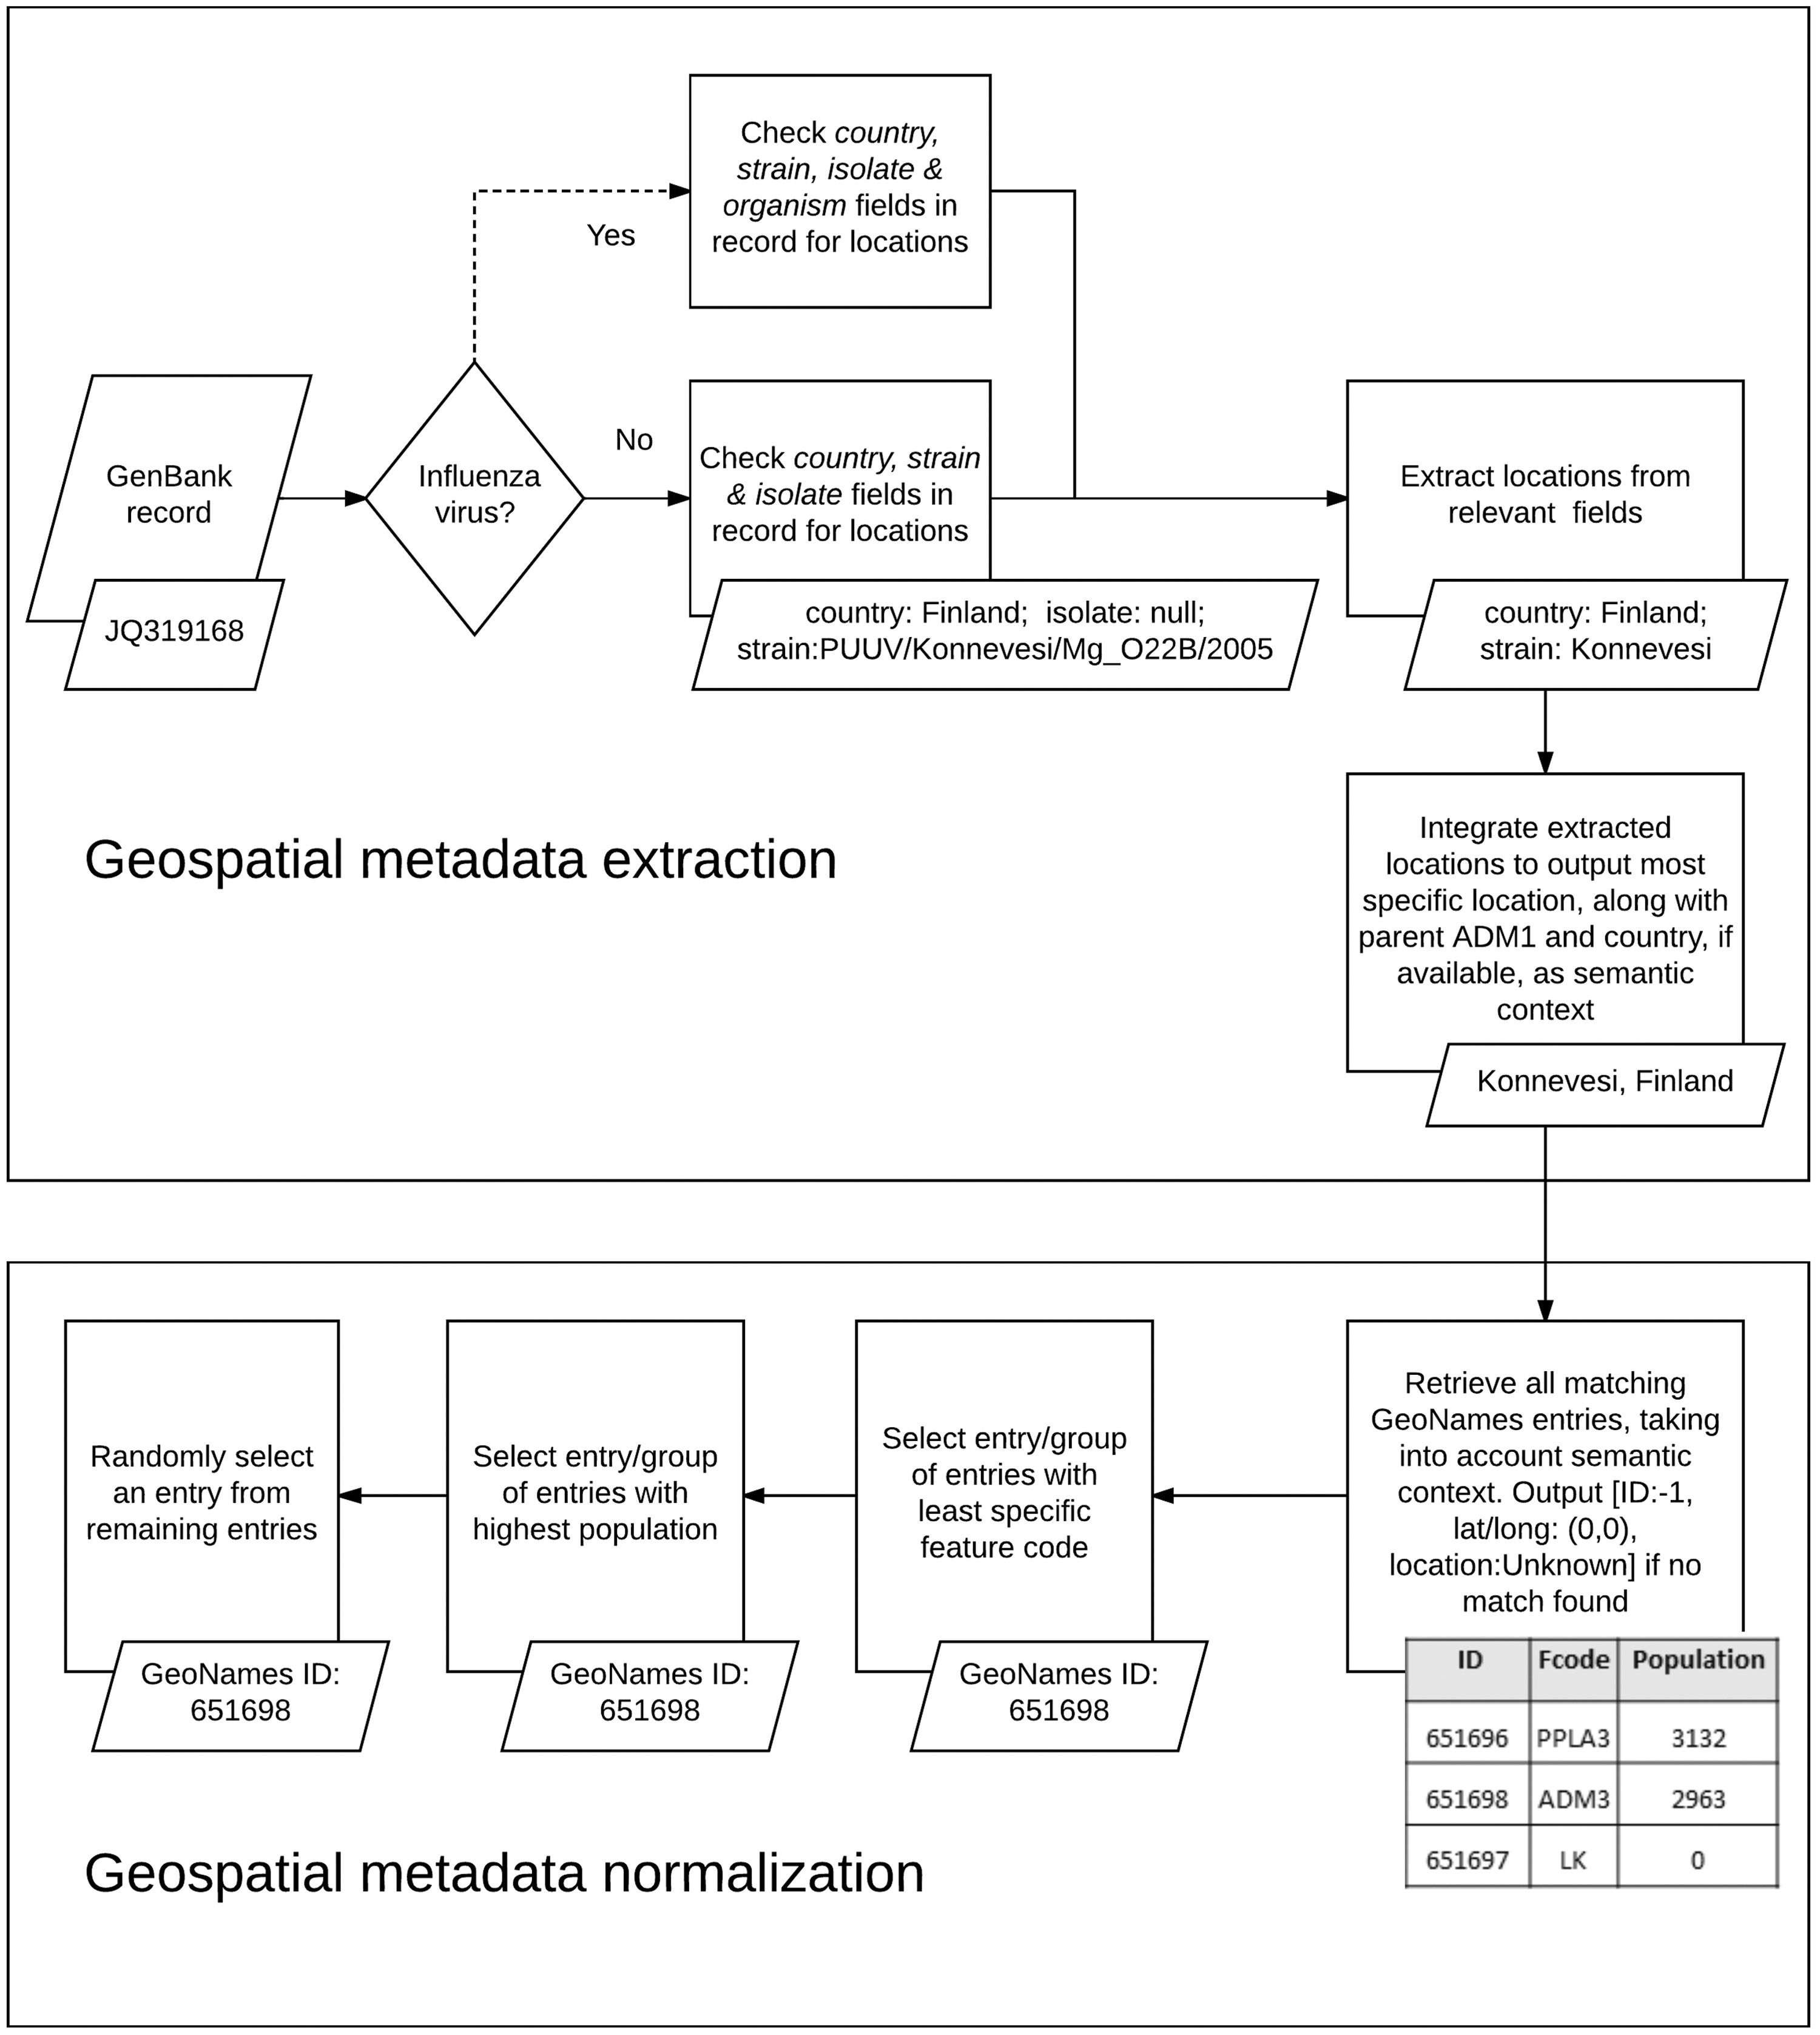 Check country,
strain, isolate &
organism fields in
record for locations
Yes
No
GenBank
record
JQ319168
Influenza
virus?
Check country, strain
& isolate fields in
record for locations
country: Finland;  isolate: null;
strain:PUUV/Konnevesi/Mg_O22B/2005
Extract locations from
relevant  fields
country: Finland;
strain: Konnevesi
Geospatial metadata extraction
Integrate extracted
locations to output most
specific location, along with
parent ADM1 and country, if
available, as semantic
context
Konnevesi, Finland
Retrieve all matching
GeoNames entries, taking
into account semantic
context. Output [ID:-1,
lat/long: (0,0),
location:Unknown] if no
match found
ID Fcode Population
651696 PPLA3 3132
651698 ADM3 2963
651697 LK 0
Select entry/group
of entries with
least specific
feature code
GeoNames ID:
651698
Select entry/group
of entries with
highest population
GeoNames ID:
651698
Randomly select
an entry from
remaining entries
GeoNames ID:
651698
Geospatial metadata normalization